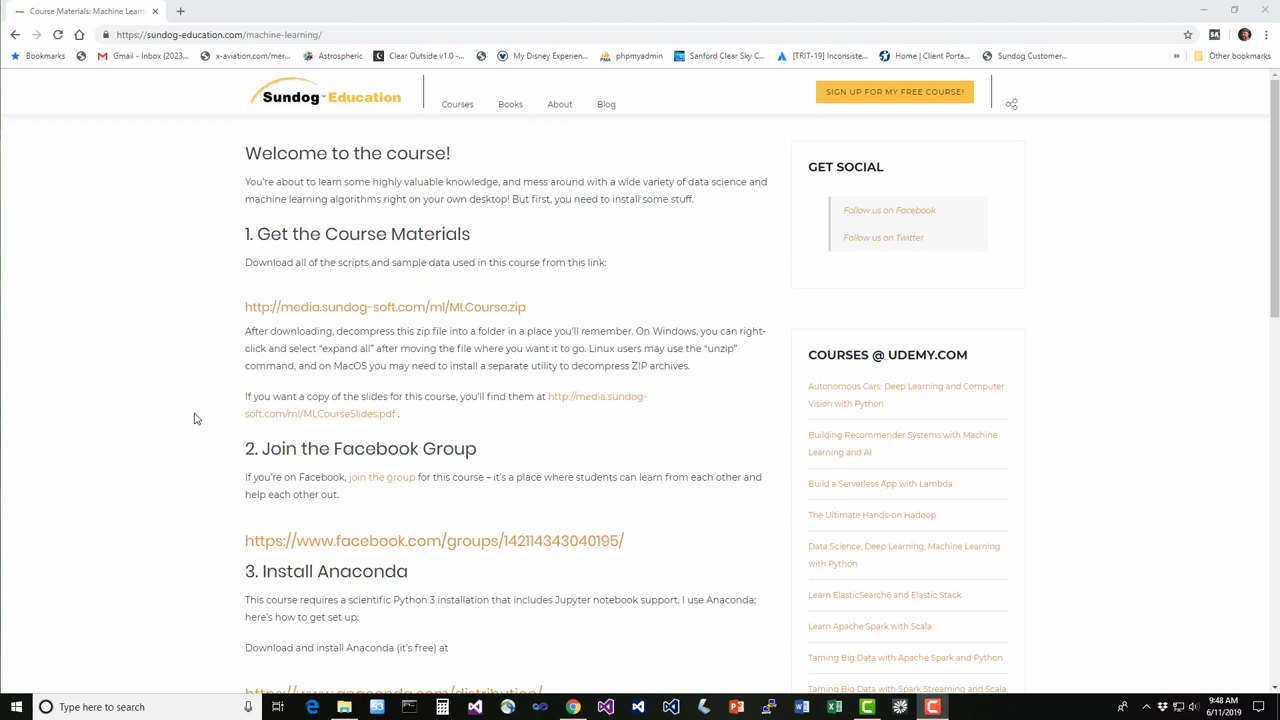 Course Materials: Machine Learn
https://sundog-education.com/machine-learning/
Bookmarks
Gmail - Inbox (2023...
x-aviation.com/mer...
Astrospheric
Clear Outside v1.0 -...
My Disney Experien...
phpmyadmin
Sanford Clear Sky C...
[TRIT-19] Inconsiste...
Home | Client Porta...
Sundog Customer...
»
Other bookmarks
Sundog Education
Courses
Books
About
Blog
SIGN UP FOR MY FREE COURSE!
Welcome to the course!
You're about to learn some highly valuable knowledge, and mess around with a wide variety of data science and
machine learning algorithms right on your own desktop! But first, you need to install some stuff.
1. Get the Course Materials
Download all of the scripts and sample data used in this course from this link:
http://media.sundog-soft.com/ml/MLCourse.zip
After downloading, decompress this zip file into a folder in a place you'll remember. On Windows, you can right-
click and select “expand all” after moving the file where you want it to go. Linux users may use the “unzip”
command, and on MacOS you may need to install a separate utility to decompress ZIP archives.
If you want a copy of the slides for this course, you'll find them at http://media.sundog-
soft.com/ml/MLCourseSlides.pdf .
2. Join the Facebook Group
If you're on Facebook, join the group for this course – it's a place where students can learn from each other and
help each other out.
https://www.facebook.com/groups/142114343040195/
3. Install Anaconda
This course requires a scientific Python 3 installation that includes Jupyter notebook support. I use Anaconda;
here's how to get set up:
Download and install Anaconda (it's free) at
https://www.anaconda.com/distribution/
GET SOCIAL
Follow us on Facebook
Follow us on Twitter
COURSES @ UDEMY.COM
Autonomous Cars: Deep Learning and Computer
Vision with Python
Building Recommender Systems with Machine
Learning and AI
Build a Serverless App with Lambda
The Ultimate Hands-on Hadoop
Data Science, Deep Learning, Machine Learning
with Python
Learn ElasticSearch6 and Elastic Stack
Learn Apache Spark with Scala
Taming Big Data with Apache Spark and Python
Taming Big Data with Spark Streaming and Scala
Type here to search
9:48 AM
6/11/2019